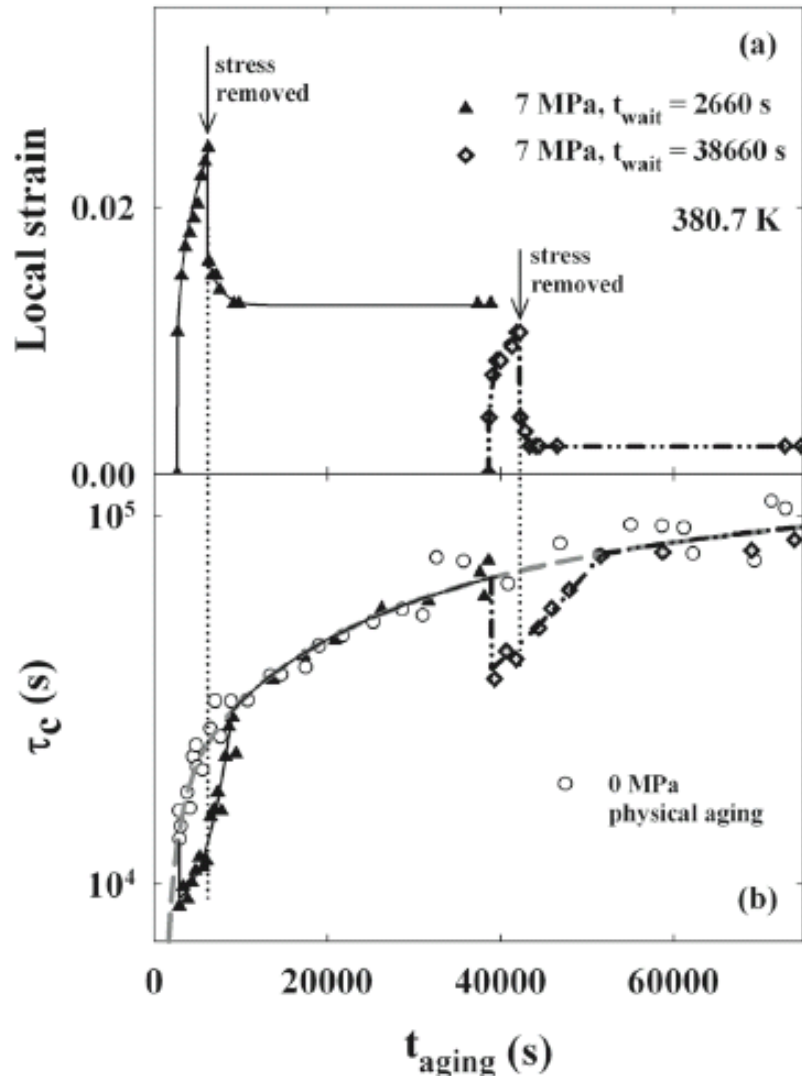 (a)
stress
removed
7 MPa, t_wait = 2660 s
7 MPa, t_wait = 38660 s
380.7 K
stress
removed
Local strain
0.02
0.00
10^5
τ_c (s)
0 MPa
physical aging
10^4
(b)
0 20000 40000 60000
t_aging (s)